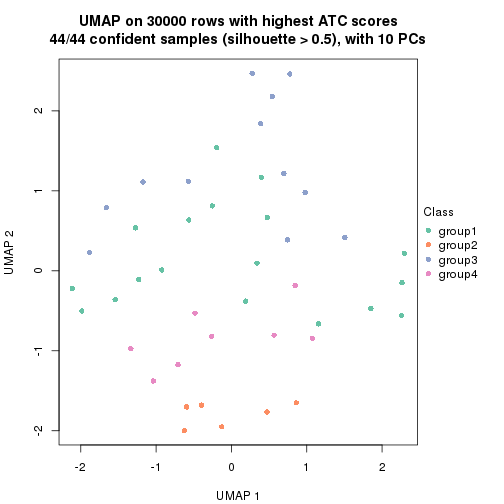 UMAP on 30000 rows with highest ATC scores
44/44 confident samples (silhouette > 0.5), with 10 PCs
UMAP 2
2
1
0
-1
-2
-2
-1
0
1
2
UMAP 1
Class
group1
group2
group3
group4